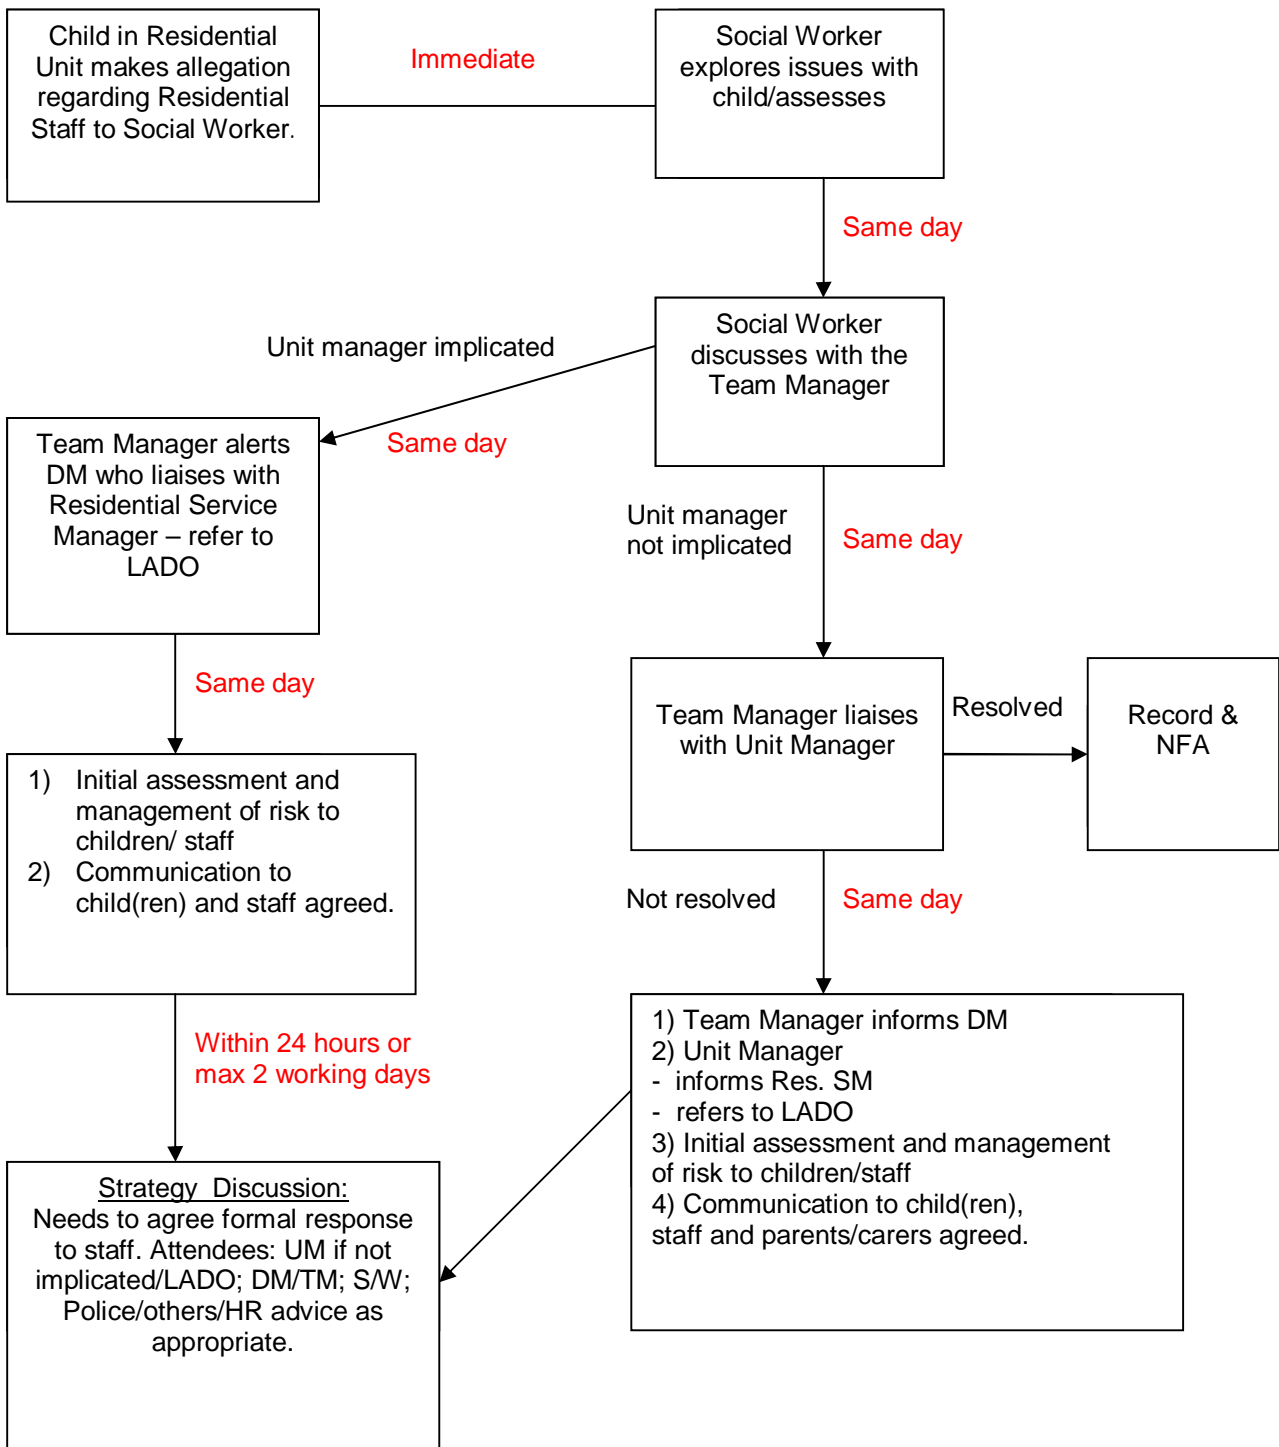 Child in Residential
Unit makes allegation
regarding Residential
Staff to Social Worker.
Immediate
Social Worker
explores issues with
child/assesses
Same day
Social Worker
discusses with the
Team Manager
Unit manager implicated
Same day
Team Manager alerts
DM who liaises with
Residential Service
Manager – refer to
LADO
Unit manager
not implicated
Same day
Same day
Team Manager liaises
with Unit Manager
Resolved
Record &
NFA
1) Initial assessment and
management of risk to
children/ staff
2) Communication to
child(ren) and staff agreed.
Not resolved
Same day
Within 24 hours or
max 2 working days
1) Team Manager informs DM
2) Unit Manager
- informs Res. SM
- refers to LADO
3) Initial assessment and management
of risk to children/staff
4) Communication to child(ren),
staff and parents/carers agreed.
Strategy Discussion:
Needs to agree formal response
to staff. Attendees: UM if not
implicated/LADO; DM/TM; S/W;
Police/others/HR advice as
appropriate.